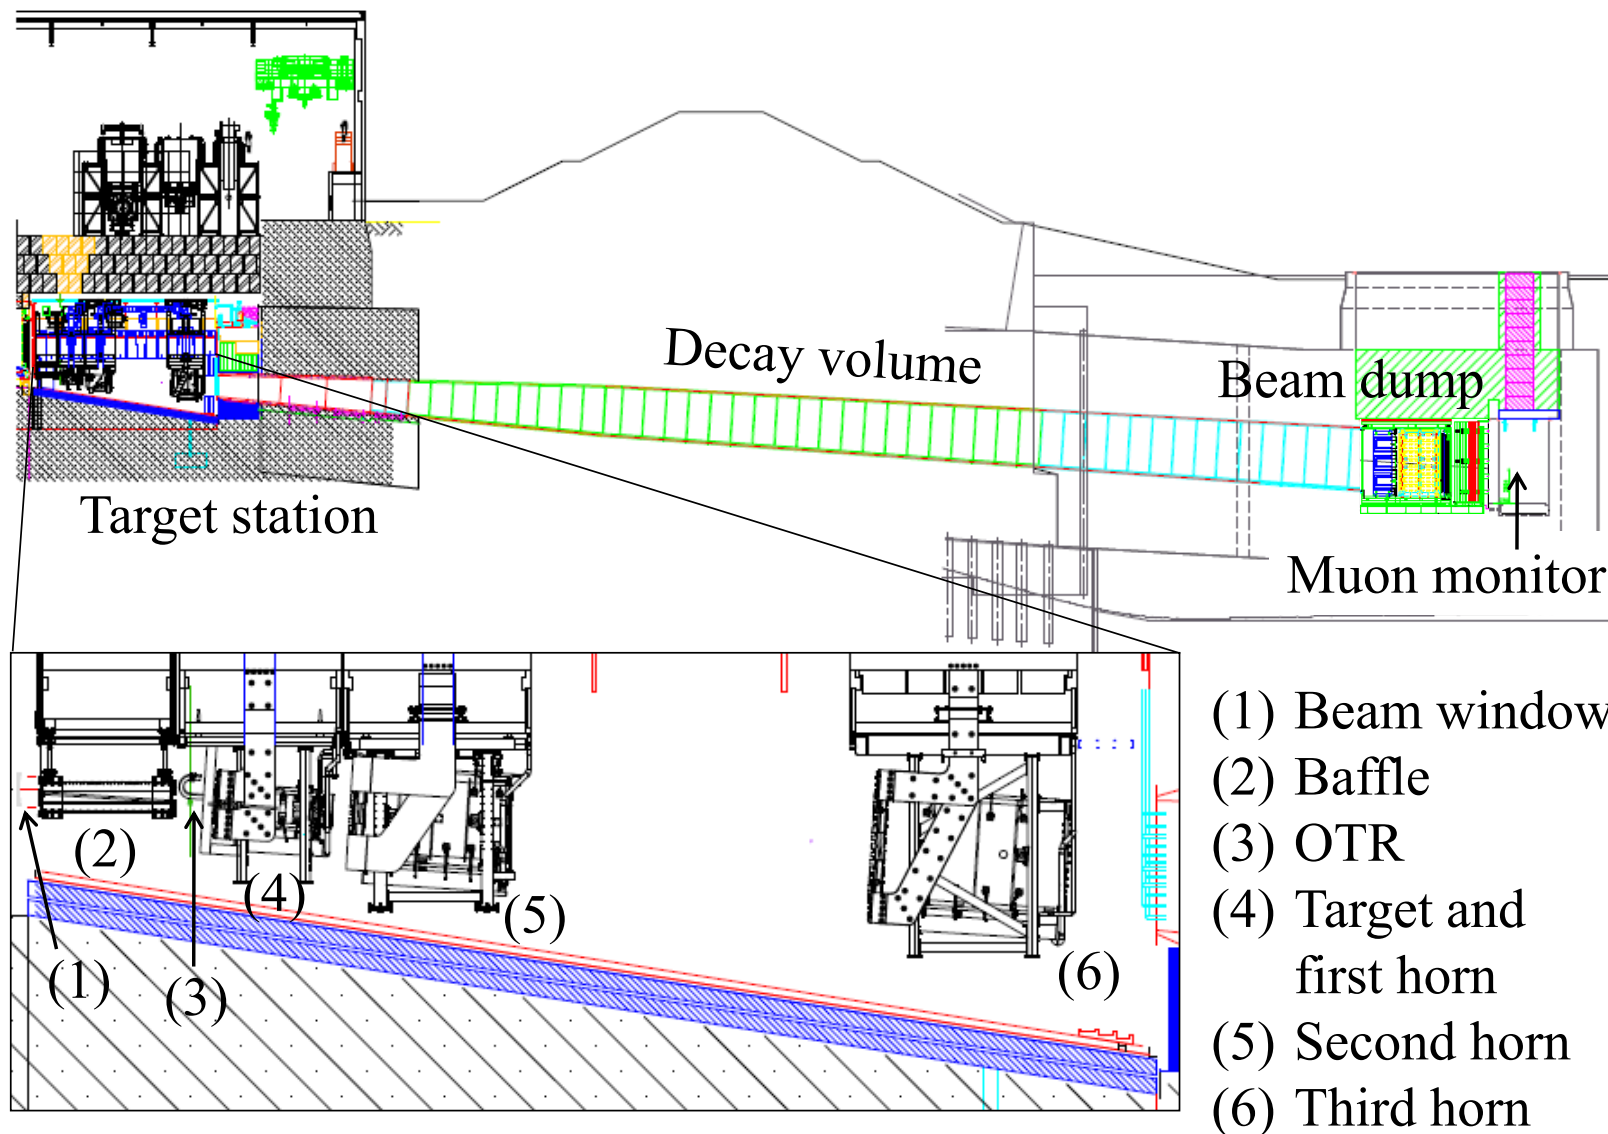 Decay volume
Beam dump
Target station
Muon monitor
(2)
(4)
(5)
(1)
(3)
(6)
(1) Beam window
(2) Baffle
(3) OTR
(4) Target and
first horn
(5) Second horn
(6) Third horn